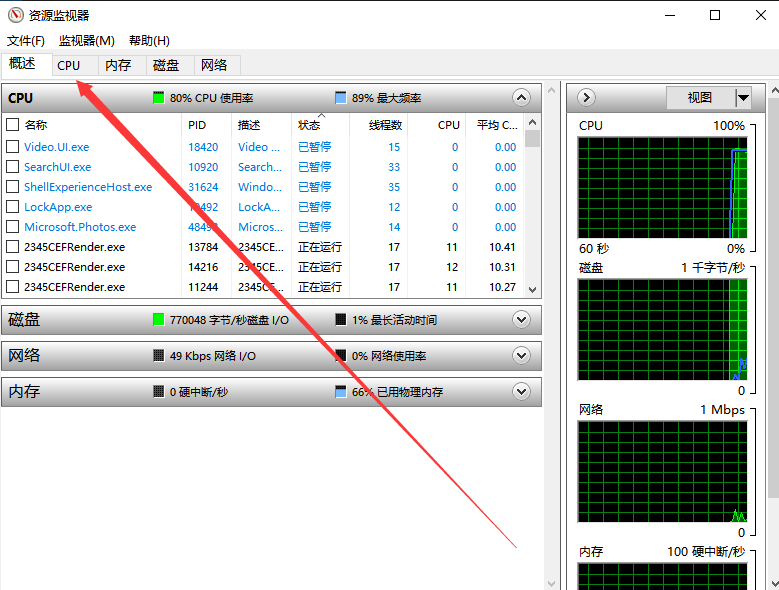 资源监视器
文件(F) 监视器(M) 帮助(H)
概述 CPU 内存 磁盘 网络
CPU 80% CPU 使用率 89% 最大频率
名称 PID 描述 状态 线程数 CPU 平均 C...
Video.UI.exe 18420 Video ... 已暂停 15 0 0.00
SearchUI.exe 10920 Search... 已暂停 33 0 0.00
ShellExperienceHost.exe 31624 Windo... 已暂停 35 0 0.00
LockApp.exe LockA... 已暂停 12 0 0.00
Microsoft.Photos.exe Micros... 已暂停 14 0 0.00
2345CEFRender.exe 13784 2345CE... 正在运行 17 11 10.41
2345CEFRender.exe 14216 2345CE... 正在运行 17 12 10.31
2345CEFRender.exe 11244 2345CE... 正在运行 17 11 10.27
磁盘 770048 字节/秒磁盘 I/O 1% 最长活动时间
网络 49 Kbps 网络 I/O 0% 网络使用率
内存 0 硬中断/秒 66% 已用物理内存
视图
CPU 100%
60 秒 0%
磁盘 1 千字节/秒
0
网络 1 Mbps
0
内存 100 硬中断/秒